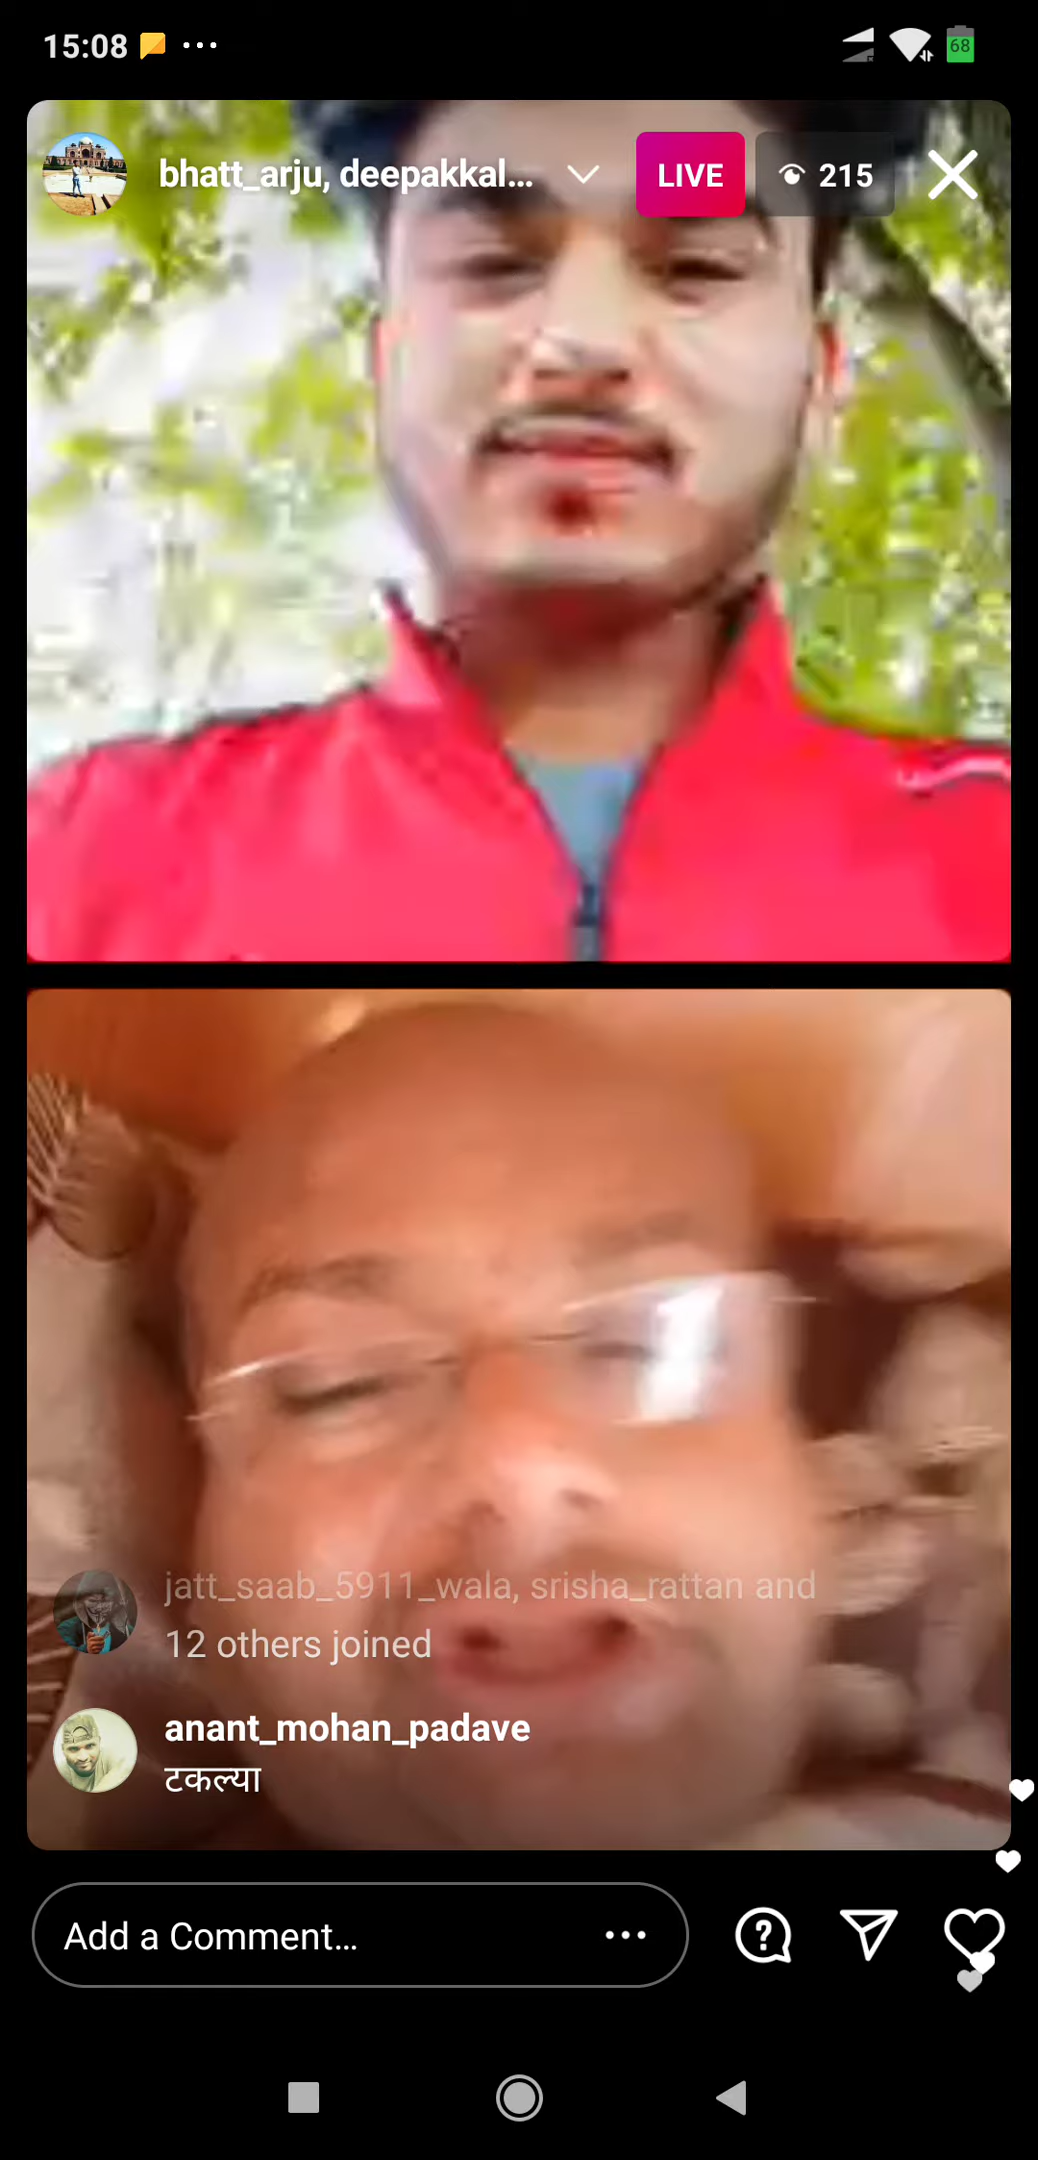 15:08
68
bhatt_arju, deepakkal...
LIVE
215
jatt_saab_5911_wala, srisha_rattan and
12 others joined
anant_mohan_padave
टकल्या
Add a Comment...